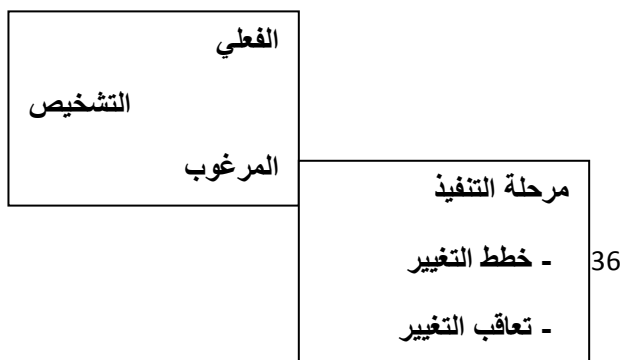 الفعلي
التشخيص
المرغوب
مرحلة التنفيذ
- خطط التغيير
36
- تعاقب التغيير